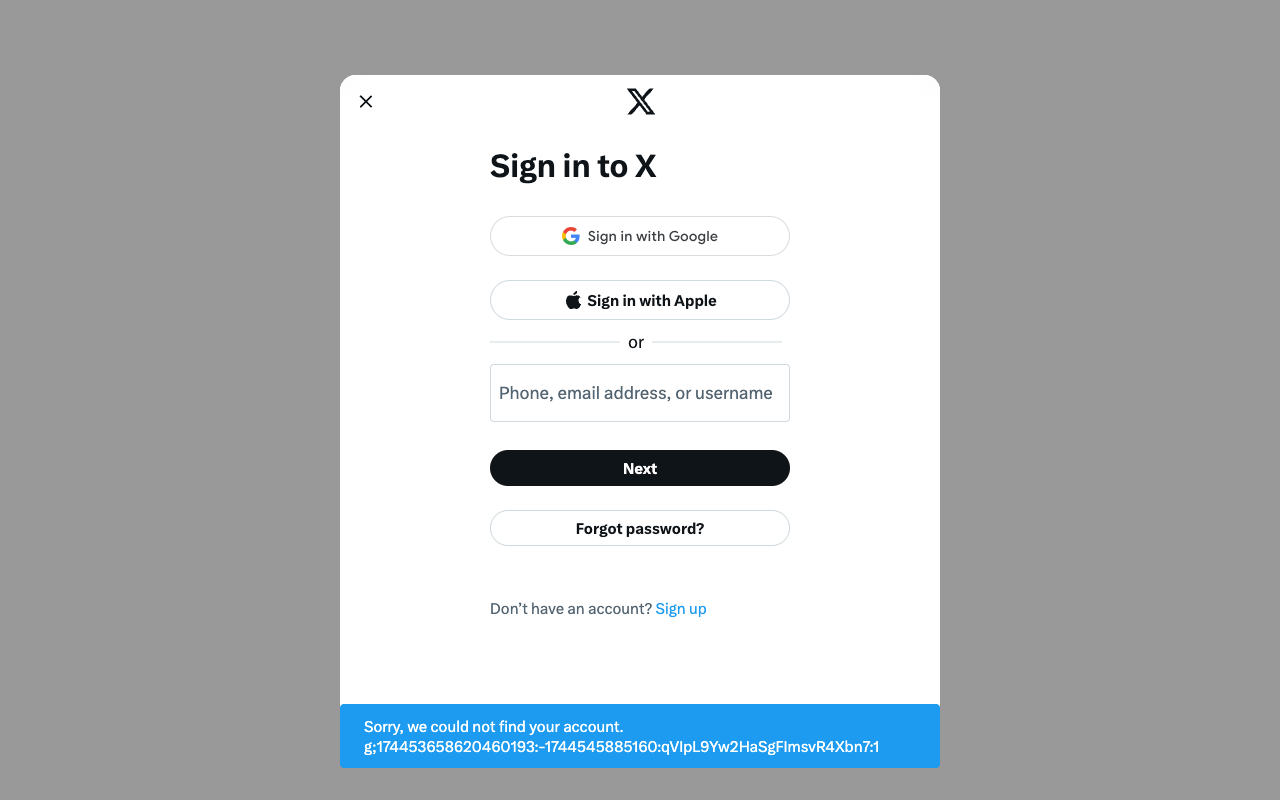 Sign in to X
Sign in with Google
Sign in with Apple
or
Phone, email address, or username
Next
Forgot password?
Don’t have an account? Sign up
Sorry, we could not find your account.
g;174453658620460193:-1744545885160:qVIpL9Yw2HaSgFImsvR4Xbn7:1